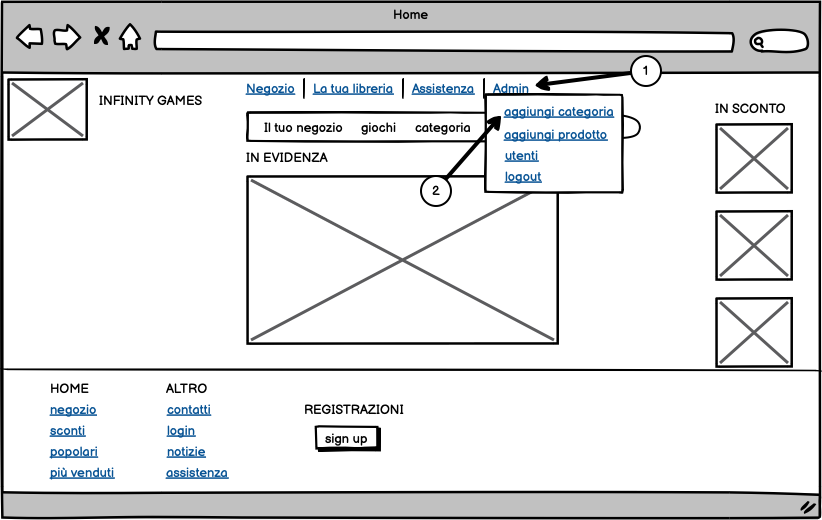 Home
INFINITY GAMES
Negozio La tua libreria Assistenza Admin
1
IN SCONTO
aggiungi categoria
Il tuo negozio giochi categoria
aggiungi prodotto
IN EVIDENZA
utenti
logout
2
HOME
negozio
sconti
popolari
più venduti
ALTRO
contatti
login
notizie
assistenza
REGISTRAZIONI
sign up